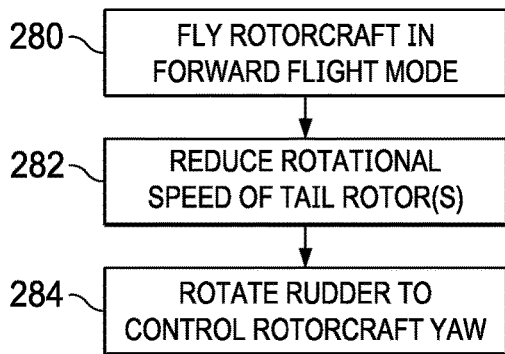 280
FLY ROTORCRAFT IN
FORWARD FLIGHT MODE
282
REDUCE ROTATIONAL
SPEED OF TAIL ROTOR(S)
284
ROTATE RUDDER TO
CONTROL ROTORCRAFT YAW